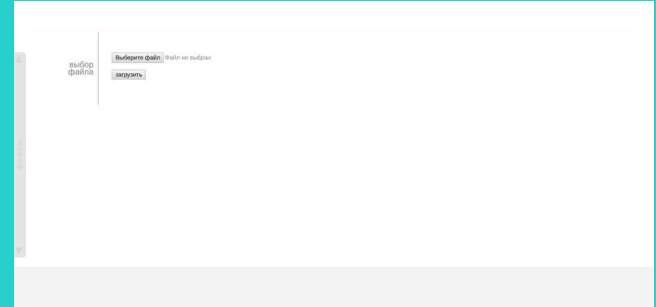 выбор
файла
Выберите файл Файл не выбран
загрузить